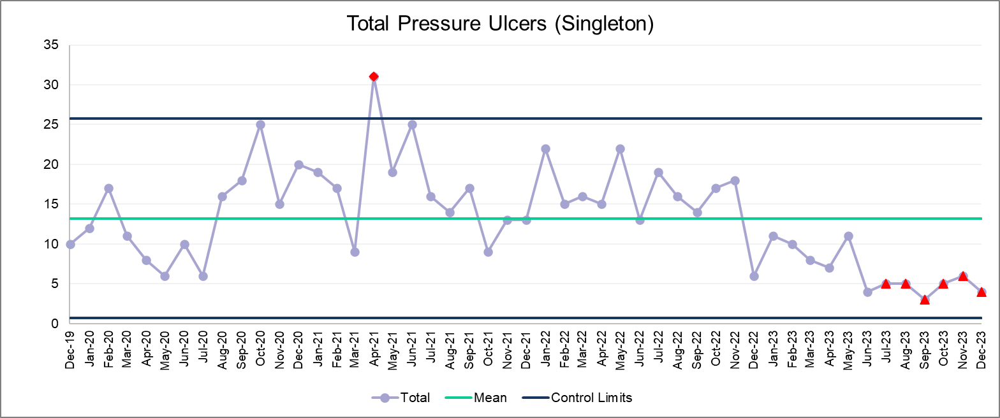 Total Pressure Ulcers (Singleton)
35
30
25
20
15
10
5
0
Dec-19
Jan-20
Feb-20
Mar-20
Apr-20
May-20
Jun-20
Jul-20
Aug-20
Sep-20
Oct-20
Nov-20
Dec-20
Jan-21
Feb-21
Mar-21
Apr-21
May-21
Jun-21
Jul-21
Aug-21
Sep-21
Oct-21
Nov-21
Dec-21
Jan-22
Feb-22
Mar-22
Apr-22
May-22
Jun-22
Jul-22
Aug-22
Sep-22
Oct-22
Nov-22
Dec-22
Jan-23
Feb-23
Mar-23
Apr-23
May-23
Jun-23
Jul-23
Aug-23
Sep-23
Oct-23
Nov-23
Dec-23
Total Mean Control Limits